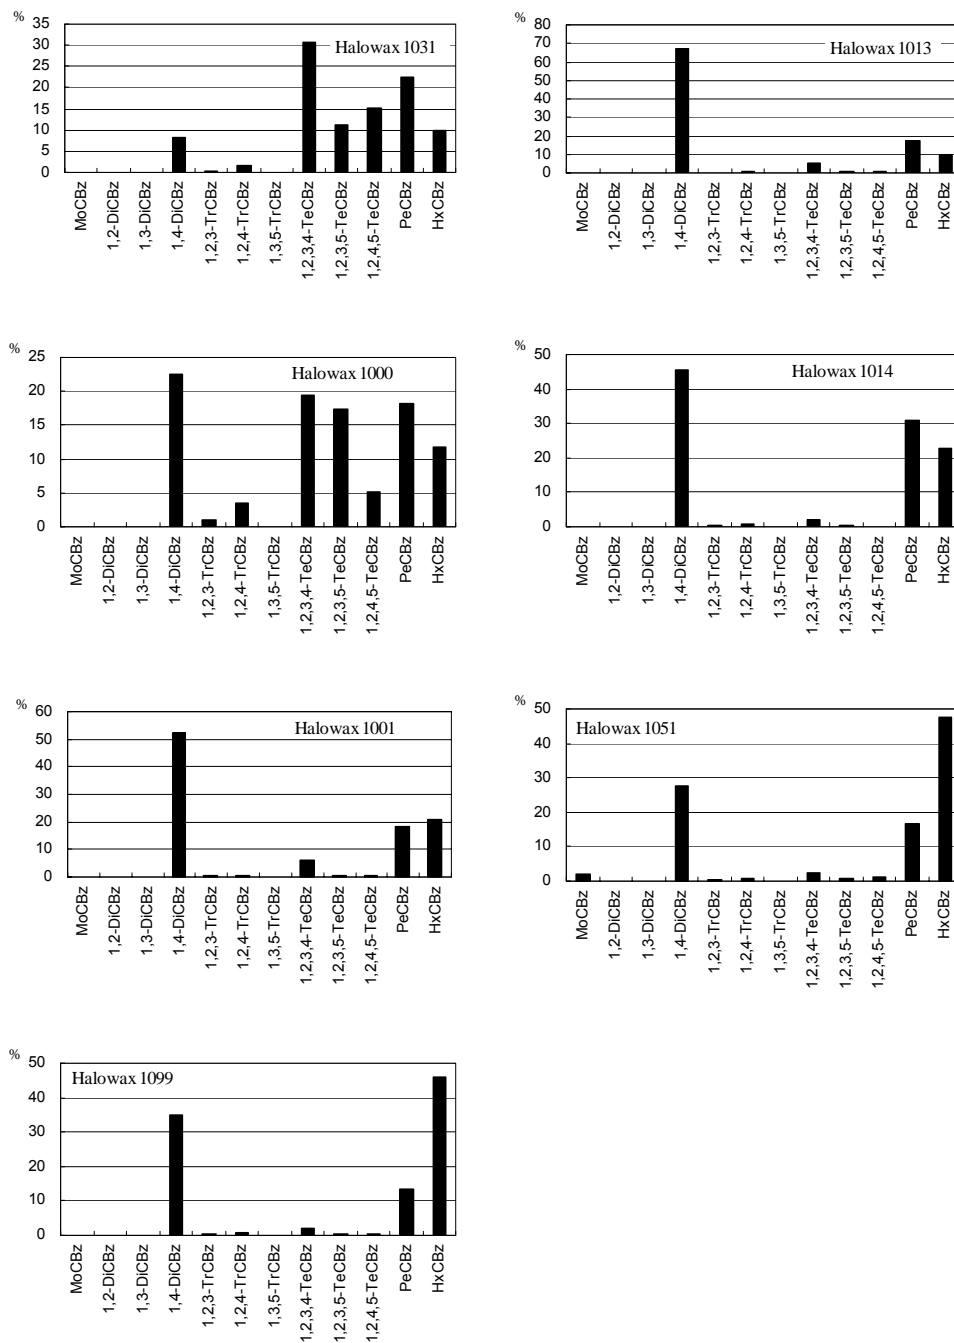 %
35
30
25
20
15
10
5
0
Halowax 1031
MoCBz
1,2-DiCBz
1,3-DiCBz
1,4-DiCBz
1,2,3-TrCBz
1,2,4-TrCBz
1,3,5-TrCBz
1,2,3,4-TeCBz
1,2,3,5-TeCBz
1,2,4,5-TeCBz
PeCBz
HxCBz
%
80
70
60
50
40
30
20
10
0
Halowax 1013
MoCBz
1,2-DiCBz
1,3-DiCBz
1,4-DiCBz
1,2,3-TrCBz
1,2,4-TrCBz
1,3,5-TrCBz
1,2,3,4-TeCBz
1,2,3,5-TeCBz
1,2,4,5-TeCBz
PeCBz
HxCBz
%
25
20
15
10
5
0
Halowax 1000
MoCBz
1,2-DiCBz
1,3-DiCBz
1,4-DiCBz
1,2,3-TrCBz
1,2,4-TrCBz
1,3,5-TrCBz
1,2,3,4-TeCBz
1,2,3,5-TeCBz
1,2,4,5-TeCBz
PeCBz
HxCBz
%
50
40
30
20
10
0
Halowax 1014
MoCBz
1,2-DiCBz
1,3-DiCBz
1,4-DiCBz
1,2,3-TrCBz
1,2,4-TrCBz
1,3,5-TrCBz
1,2,3,4-TeCBz
1,2,3,5-TeCBz
1,2,4,5-TeCBz
PeCBz
HxCBz
%
60
50
40
30
20
10
0
Halowax 1001
MoCBz
1,2-DiCBz
1,3-DiCBz
1,4-DiCBz
1,2,3-TrCBz
1,2,4-TrCBz
1,3,5-TrCBz
1,2,3,4-TeCBz
1,2,3,5-TeCBz
1,2,4,5-TeCBz
PeCBz
HxCBz
%
50
40
30
20
10
0
Halowax 1051
MoCBz
1,2-DiCBz
1,3-DiCBz
1,4-DiCBz
1,2,3-TrCBz
1,2,4-TrCBz
1,3,5-TrCBz
1,2,3,4-TeCBz
1,2,3,5-TeCBz
1,2,4,5-TeCBz
PeCBz
HxCBz
%
50
40
30
20
10
0
Halowax 1099
MoCBz
1,2-DiCBz
1,3-DiCBz
1,4-DiCBz
1,2,3-TrCBz
1,2,4-TrCBz
1,3,5-TrCBz
1,2,3,4-TeCBz
1,2,3,5-TeCBz
1,2,4,5-TeCBz
PeCBz
HxCBz